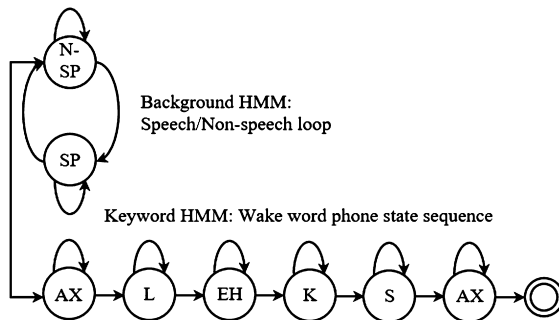 N-
SP
Background HMM:
Speech/Non-speech loop
SP
Keyword HMM: Wake word phone state sequence
AX L EH K S AX